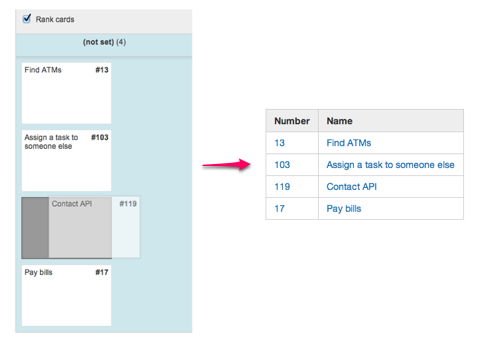 Rank cards
(not set) (4)
Find ATMs #13
Assign a task to #103
someone else
Contact API #119
Pay bills #17
Number Name
13 Find ATMs
103 Assign a task to someone else
119 Contact API
17 Pay bills